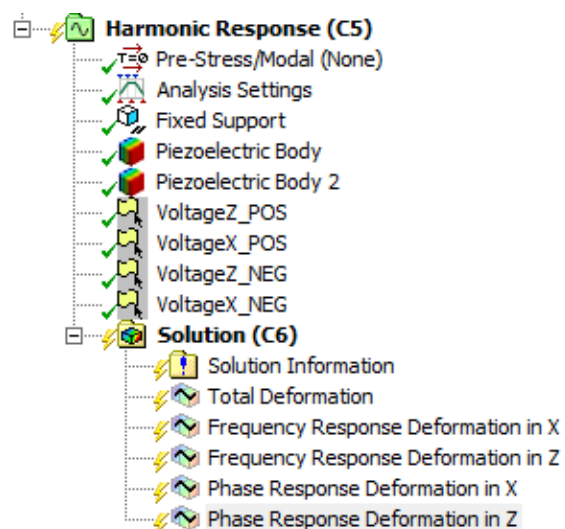 Harmonic Response (C5)
T=0 Pre-Stress/Modal (None)
Analysis Settings
Fixed Support
Piezoelectric Body
Piezoelectric Body 2
VoltageZ_POS
VoltageX_POS
VoltageZ_NEG
VoltageX_NEG
Solution (C6)
Solution Information
Total Deformation
Frequency Response Deformation in X
Frequency Response Deformation in Z
Phase Response Deformation in X
Phase Response Deformation in Z